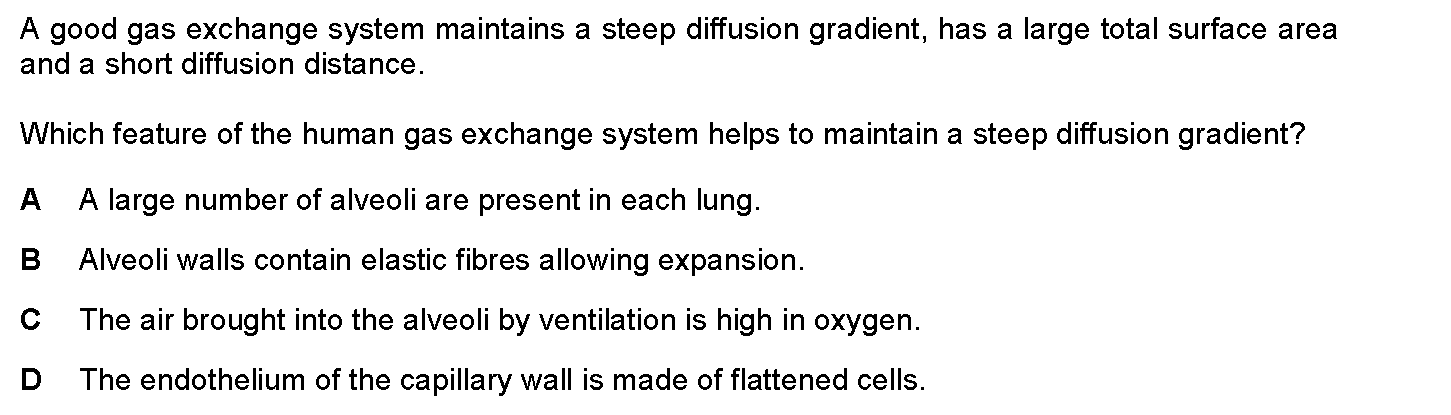 A good gas exchange system maintains a steep diffusion gradient, has a large total surface area
and a short diffusion distance.
Which feature of the human gas exchange system helps to maintain a steep diffusion gradient?
A A large number of alveoli are present in each lung.
B Alveoli walls contain elastic fibres allowing expansion.
C The air brought into the alveoli by ventilation is high in oxygen.
D The endothelium of the capillary wall is made of flattened cells.